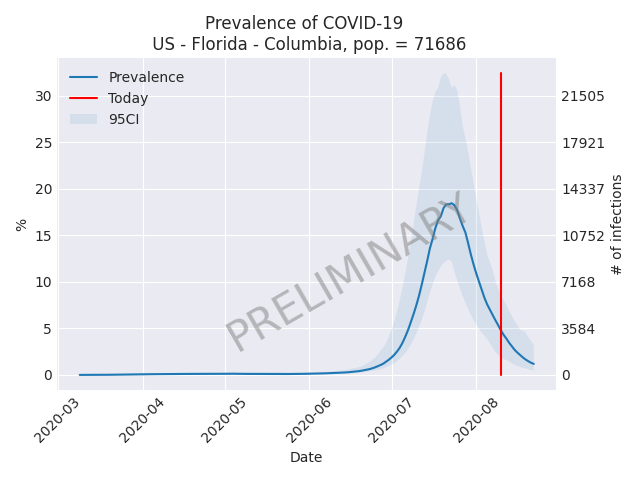 Prevalence of COVID-19
US - Florida - Columbia, pop. = 71686
Prevalence
Today
95CI
30
25
20
15
10
5
0
%
21505
17921
14337
10752
7168
3584
0
# of infections
PRELIMINARY
2020-03
2020-04
2020-05
2020-06
2020-07
2020-08
Date